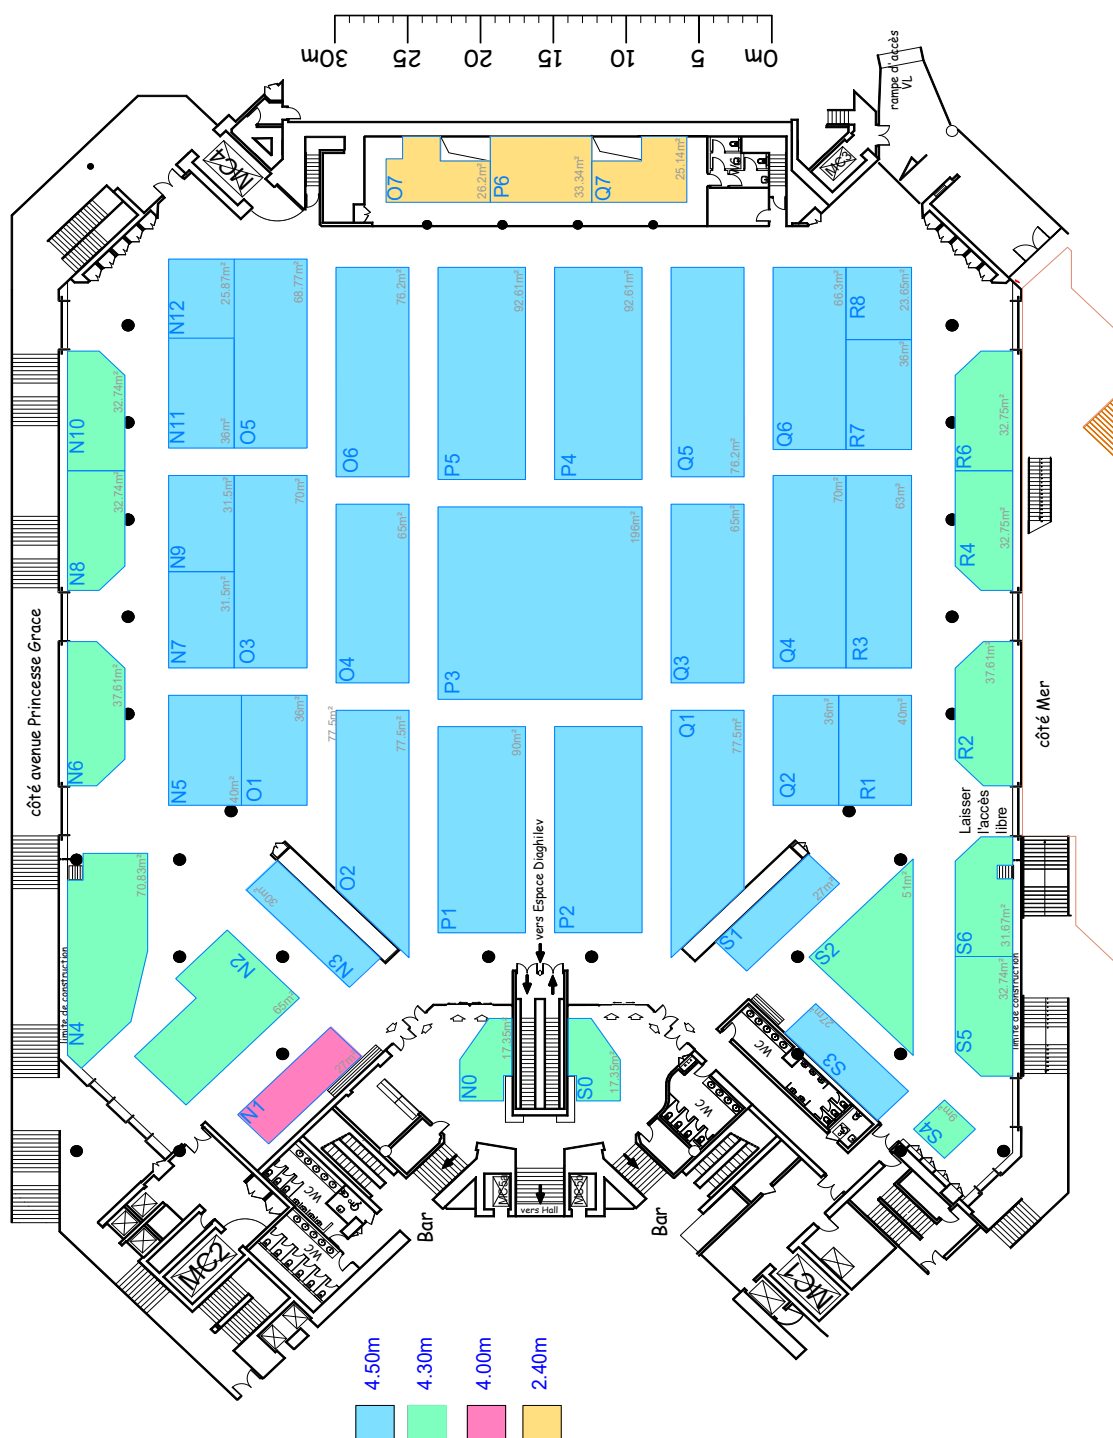 30m
25
20
15
10
5
0m
rampe d'accès
VL
MC4
MC3
WC
O7
26.2m²
P6
33.34m²
Q7
25.14m²
N12
25.87m²
68.77m²
N11
36m²
O5
76.2m²
O6
92.61m²
P5
92.61m²
P4
Q5
76.2m²
66.3m²
Q6
R8
23.65m²
R7
36m²
N10
32.74m²
N8
32.74m²
R6
32.75m²
R4
32.75m²
N9
31.5m²
70m²
N7
31.5m²
O3
65m²
O4
196m²
P3
65m²
Q3
70m²
Q4
63m²
R3
côté avenue Princesse Grace
côté Mer
N6
37.61m²
R2
37.61m²
N5
40m²
36m²
O1
77.5m²
77.5m²
O2
90m²
P1
P2
Q1
77.5m²
36m²
Q2
40m²
R1
Laisser
l'accès
libre
N4
70.83m²
limite de construction
30m²
N3
N2
65m²
vers Espace Diaghilev
S1
27m²
S2
51m²
S6
31.67m²
S5
32.74m²
limite de construction
N1
27m²
N0
17.35m²
S0
17.35m²
WC
S3
27m²
S4
9m²
WC
WC
WC
MC2
MC1
vers Hall
Bar
Bar
4.50m
4.30m
4.00m
2.40m